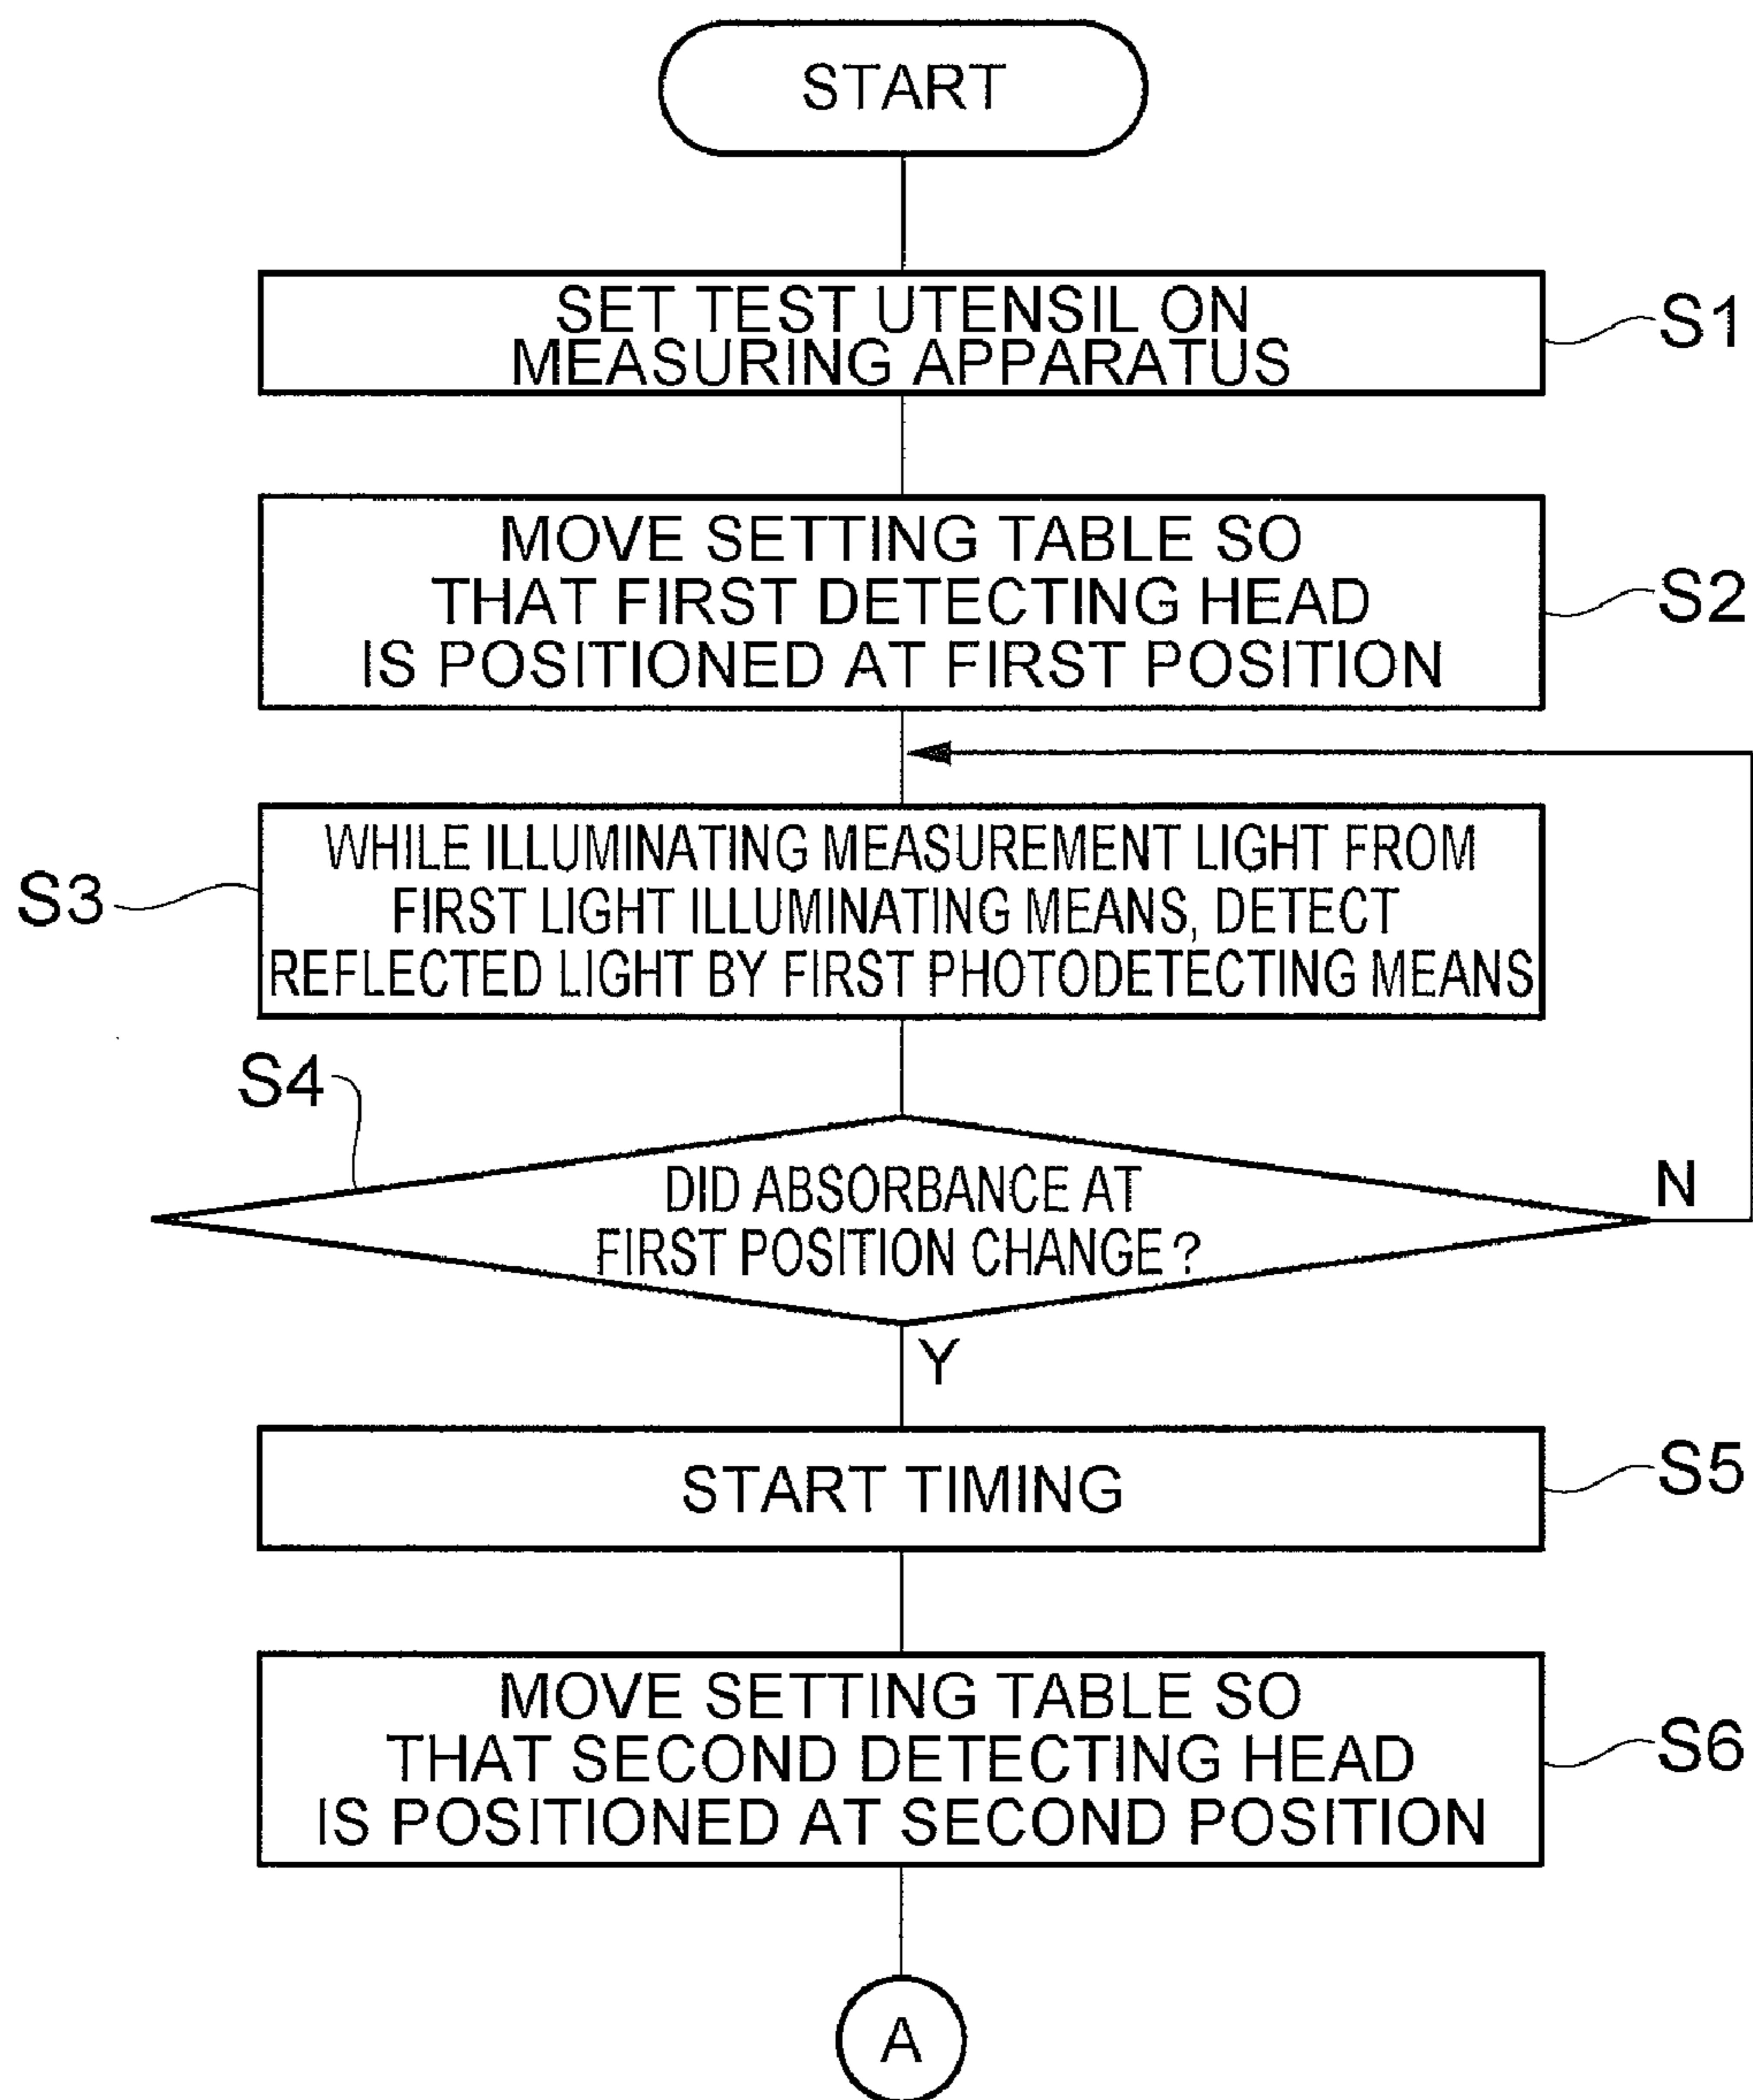 START
SET TEST UTENSIL ON
MEASURING APPARATUS
S1
MOVE SETTING TABLE SO
THAT FIRST DETECTING HEAD
IS POSITIONED AT FIRST POSITION
S2
WHILE ILLUMINATING MEASUREMENT LIGHT FROM
FIRST LIGHT ILLUMINATING MEANS, DETECT
REFLECTED LIGHT BY FIRST PHOTODETECTING MEANS
S3
S4
DID ABSORBANCE AT
FIRST POSITION CHANGE?
N
Y
START TIMING
S5
MOVE SETTING TABLE SO
THAT SECOND DETECTING HEAD
IS POSITIONED AT SECOND POSITION
S6
A